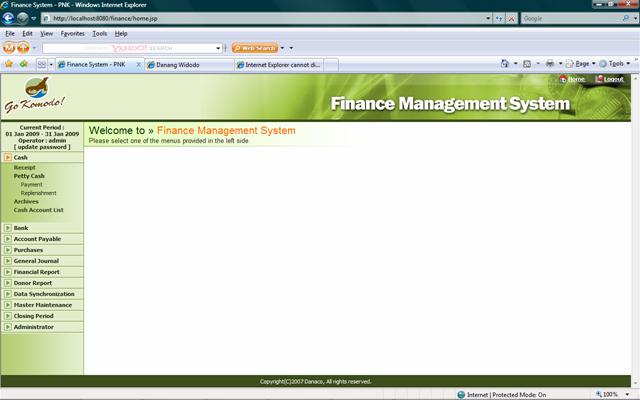 Finance System - PNK - Windows Internet Explorer
http://localhost:8080/finance/home.jsp
Google
File Edit View Favorites Tools Help
YAHOO! SEARCH
Web Search
Finance System - PNK
Danang Widodo
Internet Explorer cannot di...
Page
Tools
Go Komodo!
Home
Logout
Finance Management System
Current Period :
01 Jan 2009 - 31 Jan 2009
Operator : admin
[ update password ]
Welcome to » Finance Management System
Please select one of the menus provided in the left side.
Cash
Receipt
Petty Cash
Payment
Replenishment
Archives
Cash Account List
Bank
Account Payable
Purchases
General Journal
Financial Report
Donor Report
Data Synchronization
Master Maintenance
Closing Period
Administrator
Copyright(C)2007 Danaco, All rights reserved.
Internet | Protected Mode: On
100%